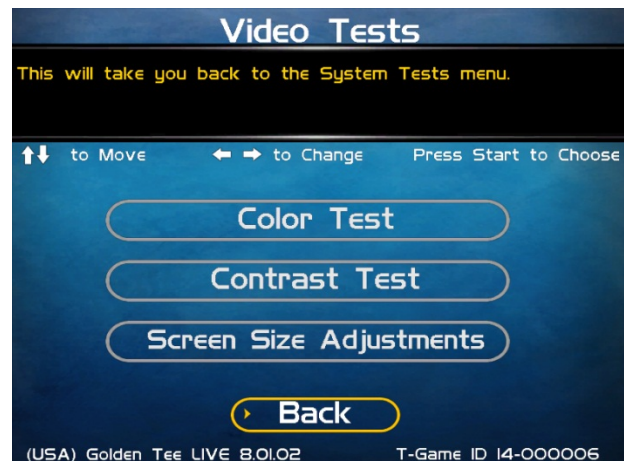 Video Tests
This will take you back to the System Tests menu.
to Move to Change Press Start to Choose
Color Test
Contrast Test
Screen Size Adjustments
Back
(USA) Golden Tee LIVE 8.01.02 T-Game ID 14-000006